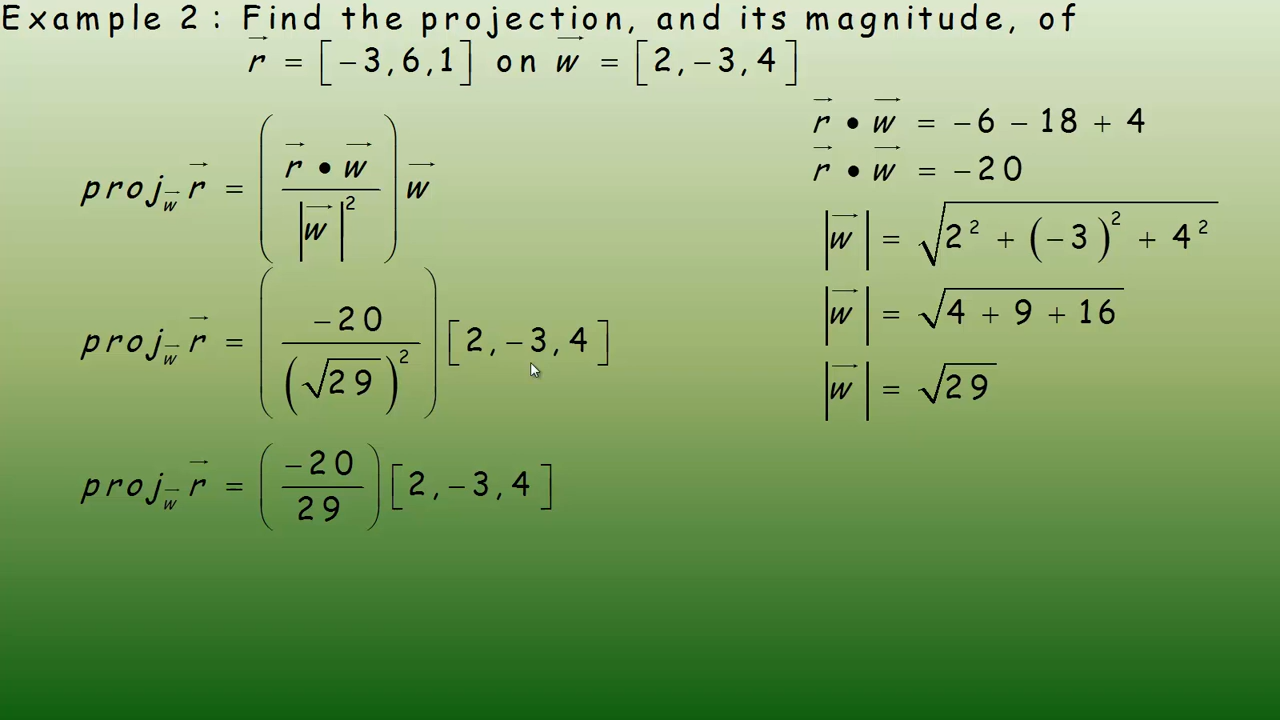 Example 2: Find the projection, and its magnitude, of
r⃗ = [−3,6,1] on w⃗ = [2,−3,4]
proj_w⃗ r⃗ = (r⃗ • w⃗ / |w⃗|²) w⃗
proj_w⃗ r⃗ = (−20 / (√29)²) [2,−3,4]
proj_w⃗ r⃗ = (−20 / 29) [2,−3,4]
r⃗ • w⃗ = −6 − 18 + 4
r⃗ • w⃗ = −20
|w⃗| = √(2² + (−3)² + 4²)
|w⃗| = √(4 + 9 + 16)
|w⃗| = √29